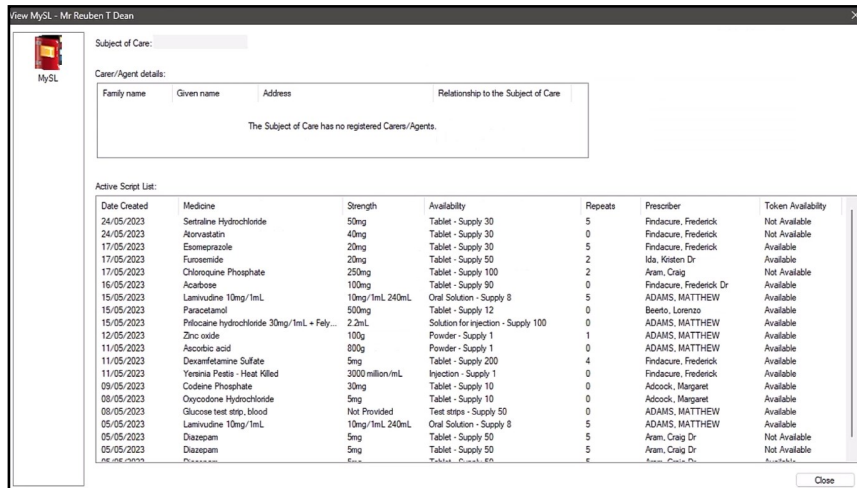 View MySL - Mr Reuben T Dean
MySL
Subject of Care:
Carer/Agent details:
Family name Given name Address Relationship to the Subject of Care
The Subject of Care has no registered Carers/Agents.
Active Script List:
Date Created Medicine Strength Availability Repeats Prescriber Token Availability
24/05/2023 Sertraline Hydrochloride 50mg Tablet - Supply 30 5 Findacure, Frederick Not Available
24/05/2023 Atorvastatin 40mg Tablet - Supply 30 0 Findacure, Frederick Not Available
17/05/2023 Esomeprazole 20mg Tablet - Supply 30 5 Findacure, Frederick Available
17/05/2023 Furosemide 20mg Tablet - Supply 50 2 Ida, Kristen Dr Available
17/05/2023 Chloroquine Phosphate 250mg Tablet - Supply 100 2 Aram, Craig Not Available
16/05/2023 Acarbose 100mg Tablet - Supply 90 0 Findacure, Frederick Dr Available
15/05/2023 Lamivudine 10mg/1mL 10mg/1mL 240mL Oral Solution - Supply 8 5 ADAMS, MATTHEW Available
15/05/2023 Paracetamol 500mg Tablet - Supply 12 0 Beerto, Lorenzo Available
15/05/2023 Prilocaine hydrochloride 30mg/1mL + Fely... 2.2mL Solution for injection - Supply 100 0 ADAMS, MATTHEW Available
12/05/2023 Zinc oxide 100g Powder - Supply 1 1 ADAMS, MATTHEW Available
11/05/2023 Ascorbic acid 800g Powder - Supply 1 0 ADAMS, MATTHEW Available
11/05/2023 Dexamfetamine Sulfate 5mg Tablet - Supply 200 4 Findacure, Frederick Available
11/05/2023 Yersinia Pestis - Heat Killed 3000 million/mL Injection - Supply 1 0 Findacure, Frederick Available
09/05/2023 Codeine Phosphate 30mg Tablet - Supply 10 0 Adcock, Margaret Available
08/05/2023 Oxycodone Hydrochloride 5mg Tablet - Supply 10 0 Adcock, Margaret Available
08/05/2023 Glucose test strip, blood Not Provided Test strips - Supply 50 0 ADAMS, MATTHEW Available
05/05/2023 Lamivudine 10mg/1mL 10mg/1mL 240mL Oral Solution - Supply 8 5 ADAMS, MATTHEW Available
05/05/2023 Diazepam 5mg Tablet - Supply 50 5 Aram, Craig Dr Not Available
05/05/2023 Diazepam 5mg Tablet - Supply 50 5 Aram, Craig Dr Not Available
05/05/2023 Diazepam 5mg Tablet - Supply 50 5 Aram, Craig Dr Available
Close